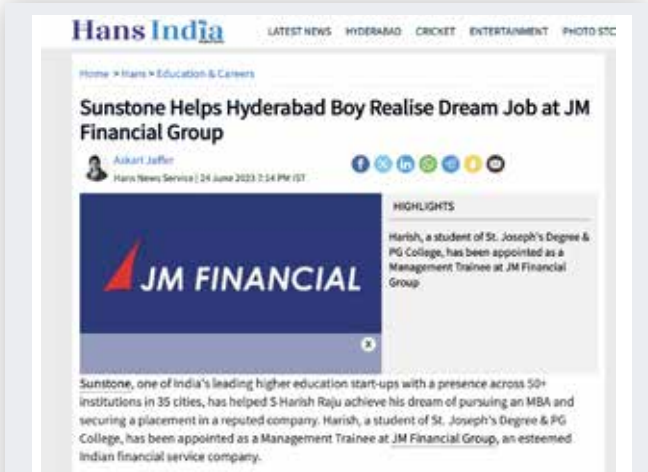 Hans India
LATEST NEWS HYDERABAD CRICKET ENTERTAINMENT PHOTO STO
Home > Hans > Education & Careers
Sunstone Helps Hyderabad Boy Realise Dream Job at JM
Financial Group
Askari Jaffer
Hans News Service | 24 June 2023 7:14 PM IST
HIGHLIGHTS
Harish, a student of St. Joseph's Degree &
PG College, has been appointed as a
Management Trainee at JM Financial
Group
JM FINANCIAL
Sunstone, one of India's leading higher education start-ups with a presence across 50+
institutions in 35 cities, has helped S Harish Raju achieve his dream of pursuing an MBA and
securing a placement in a reputed company. Harish, a student of St. Joseph's Degree & PG
College, has been appointed as a Management Trainee at JM Financial Group, an esteemed
Indian financial service company.